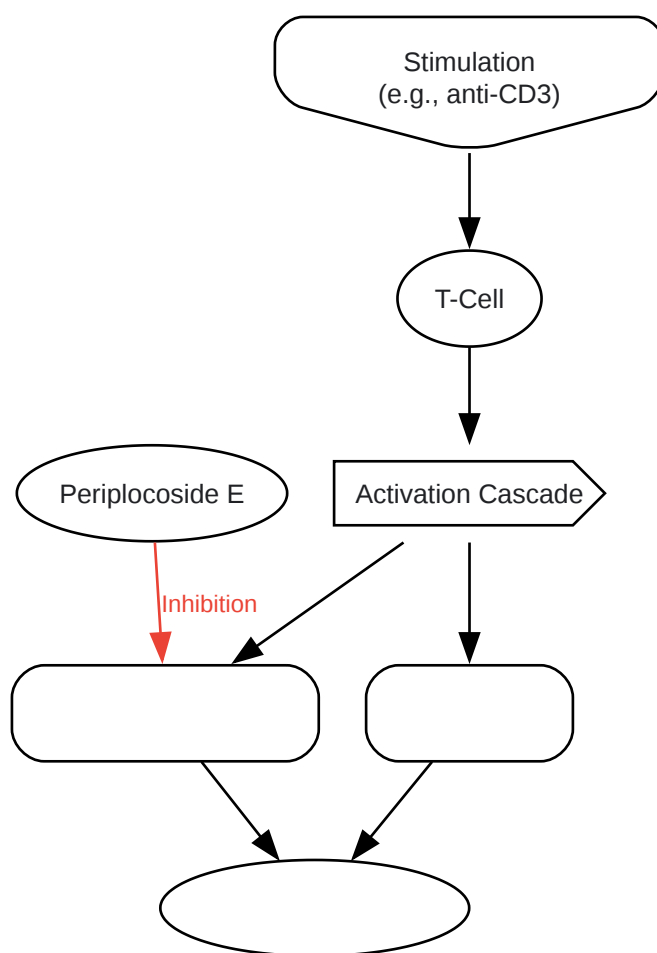 Stimulation
(e.g., anti-CD3)
T-Cell
Periplocoside E
Activation Cascade
Inhibition